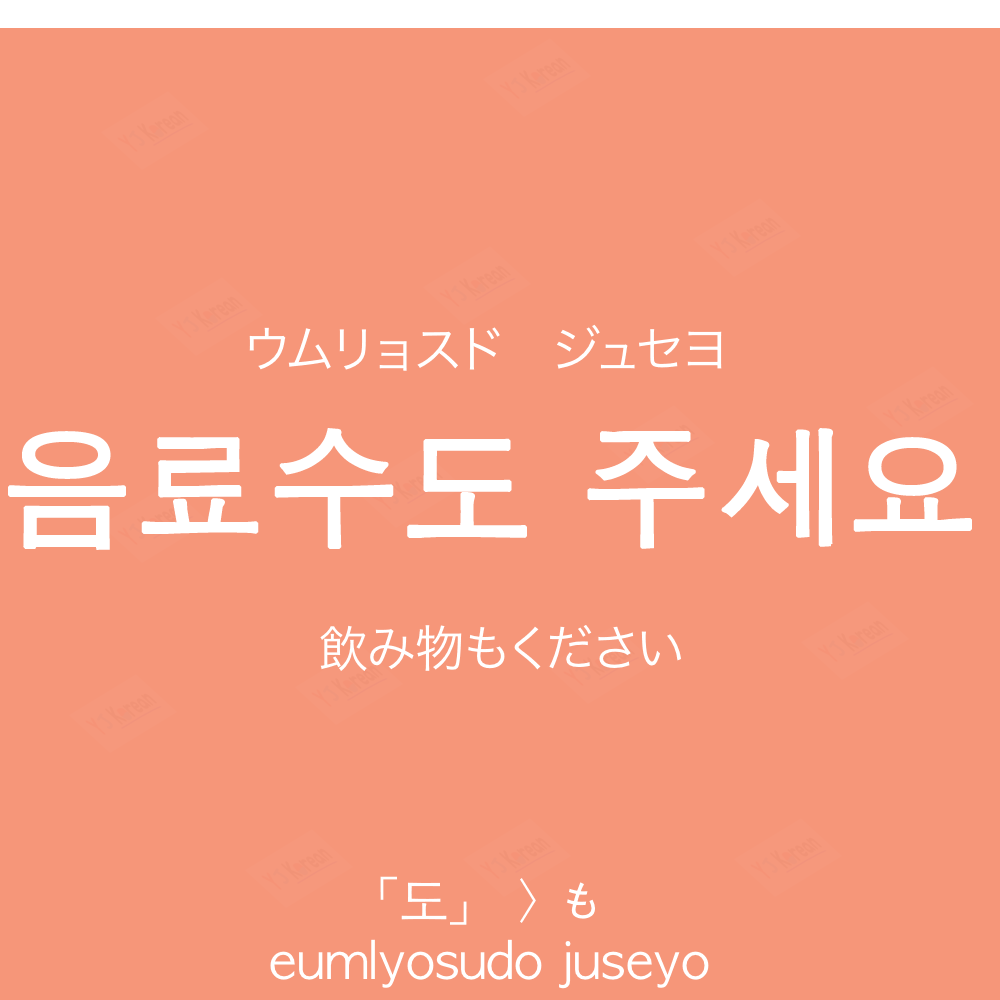 ウムリョスド　ジュセヨ
음료수도 주세요
飲み物もください
「도」 〉も
eumlyosudo juseyo